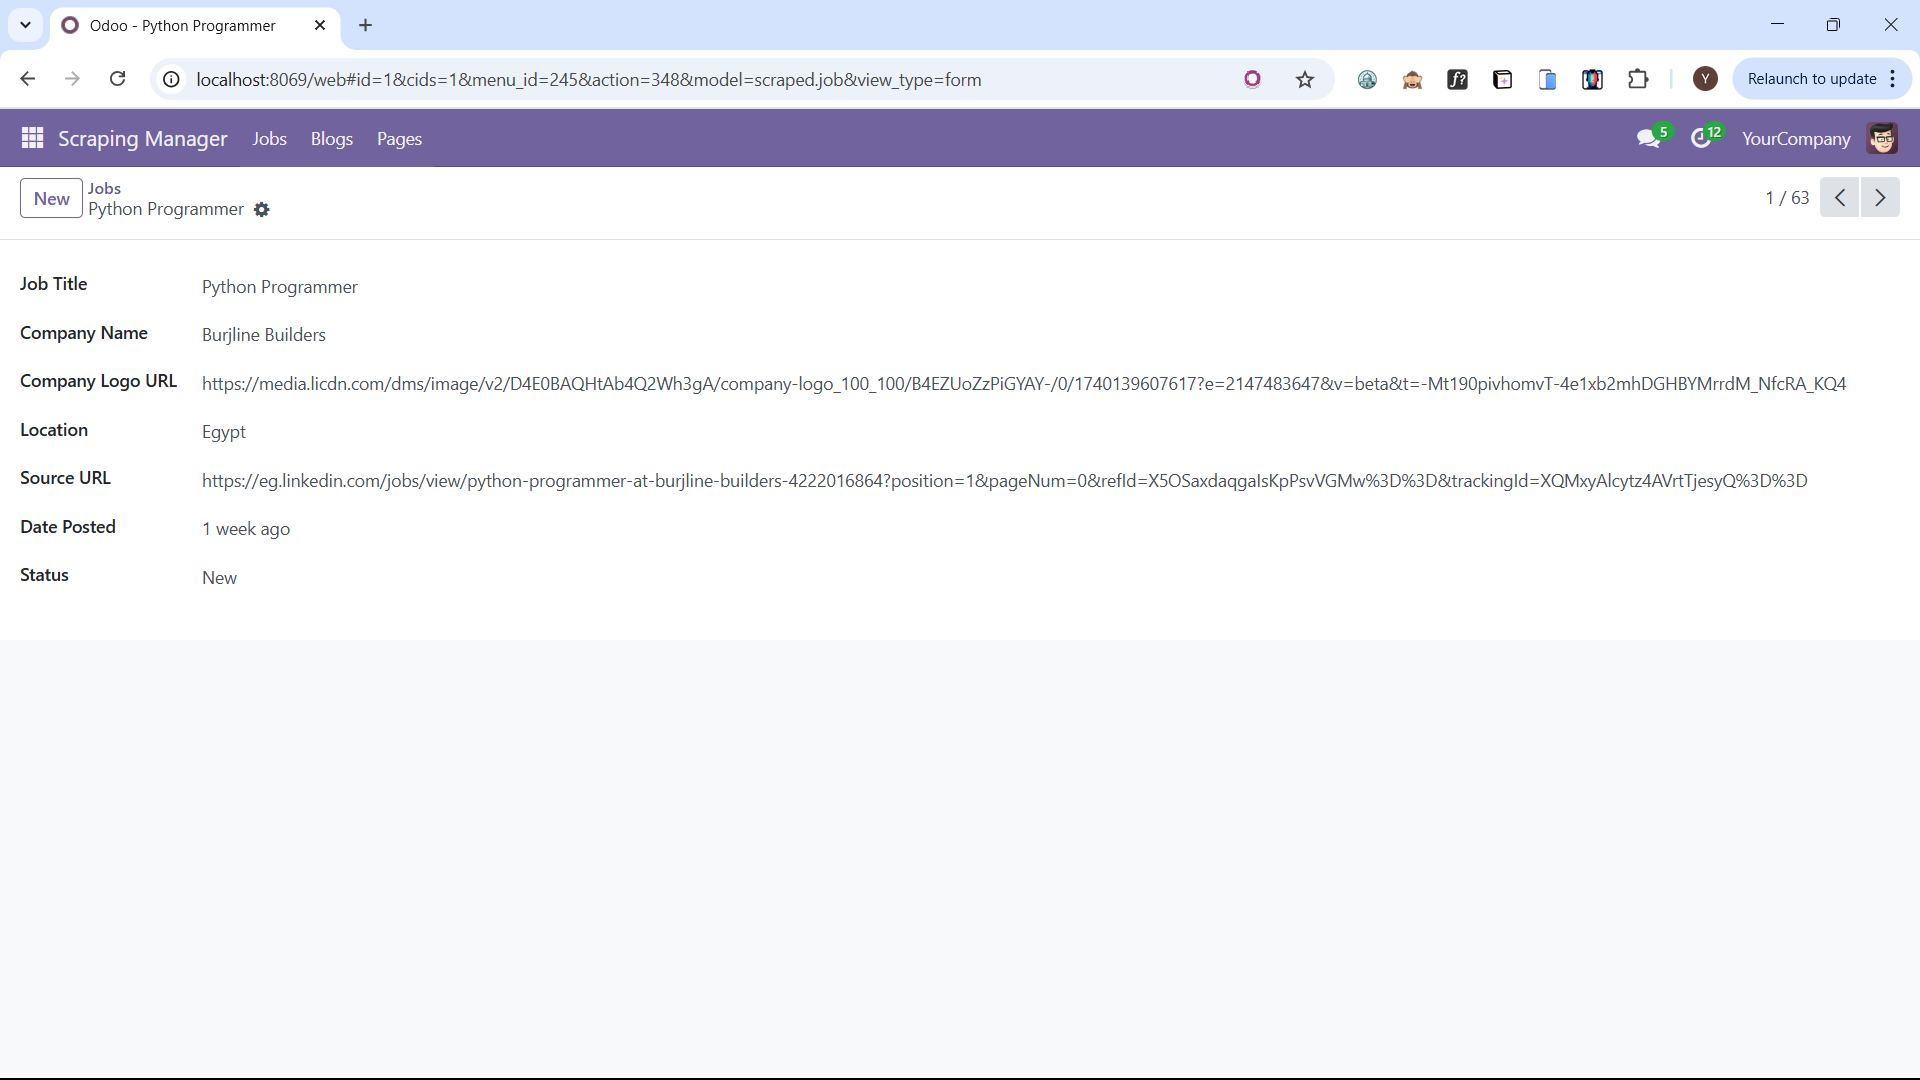 Odoo - Python Programmer
localhost:8069/web#id=1&cids=1&menu_id=245&action=348&model=scraped.job&view_type=form
f?
Y
Relaunch to update
Scraping Manager Jobs Blogs Pages
5
12
YourCompany
New
Jobs
Python Programmer
1 / 63
Job Title Python Programmer
Company Name Burjline Builders
Company Logo URL https://media.licdn.com/dms/image/v2/D4E0BAQHtAb4Q2Wh3gA/company-logo_100_100/B4EZUoZzPiGYAY-/0/1740139607617?e=2147483647&v=beta&t=-Mt190pivhomvT-4e1xb2mhDGHBYMrrdM_NfcRA_KQ4
Location Egypt
Source URL https://eg.linkedin.com/jobs/view/python-programmer-at-burjline-builders-4222016864?position=1&pageNum=0&refId=X5OSaxdaqgaIsKpPsvVGMw%3D%3D&trackingId=XQMxyAlcytz4AVrtTjesyQ%3D%3D
Date Posted 1 week ago
Status New